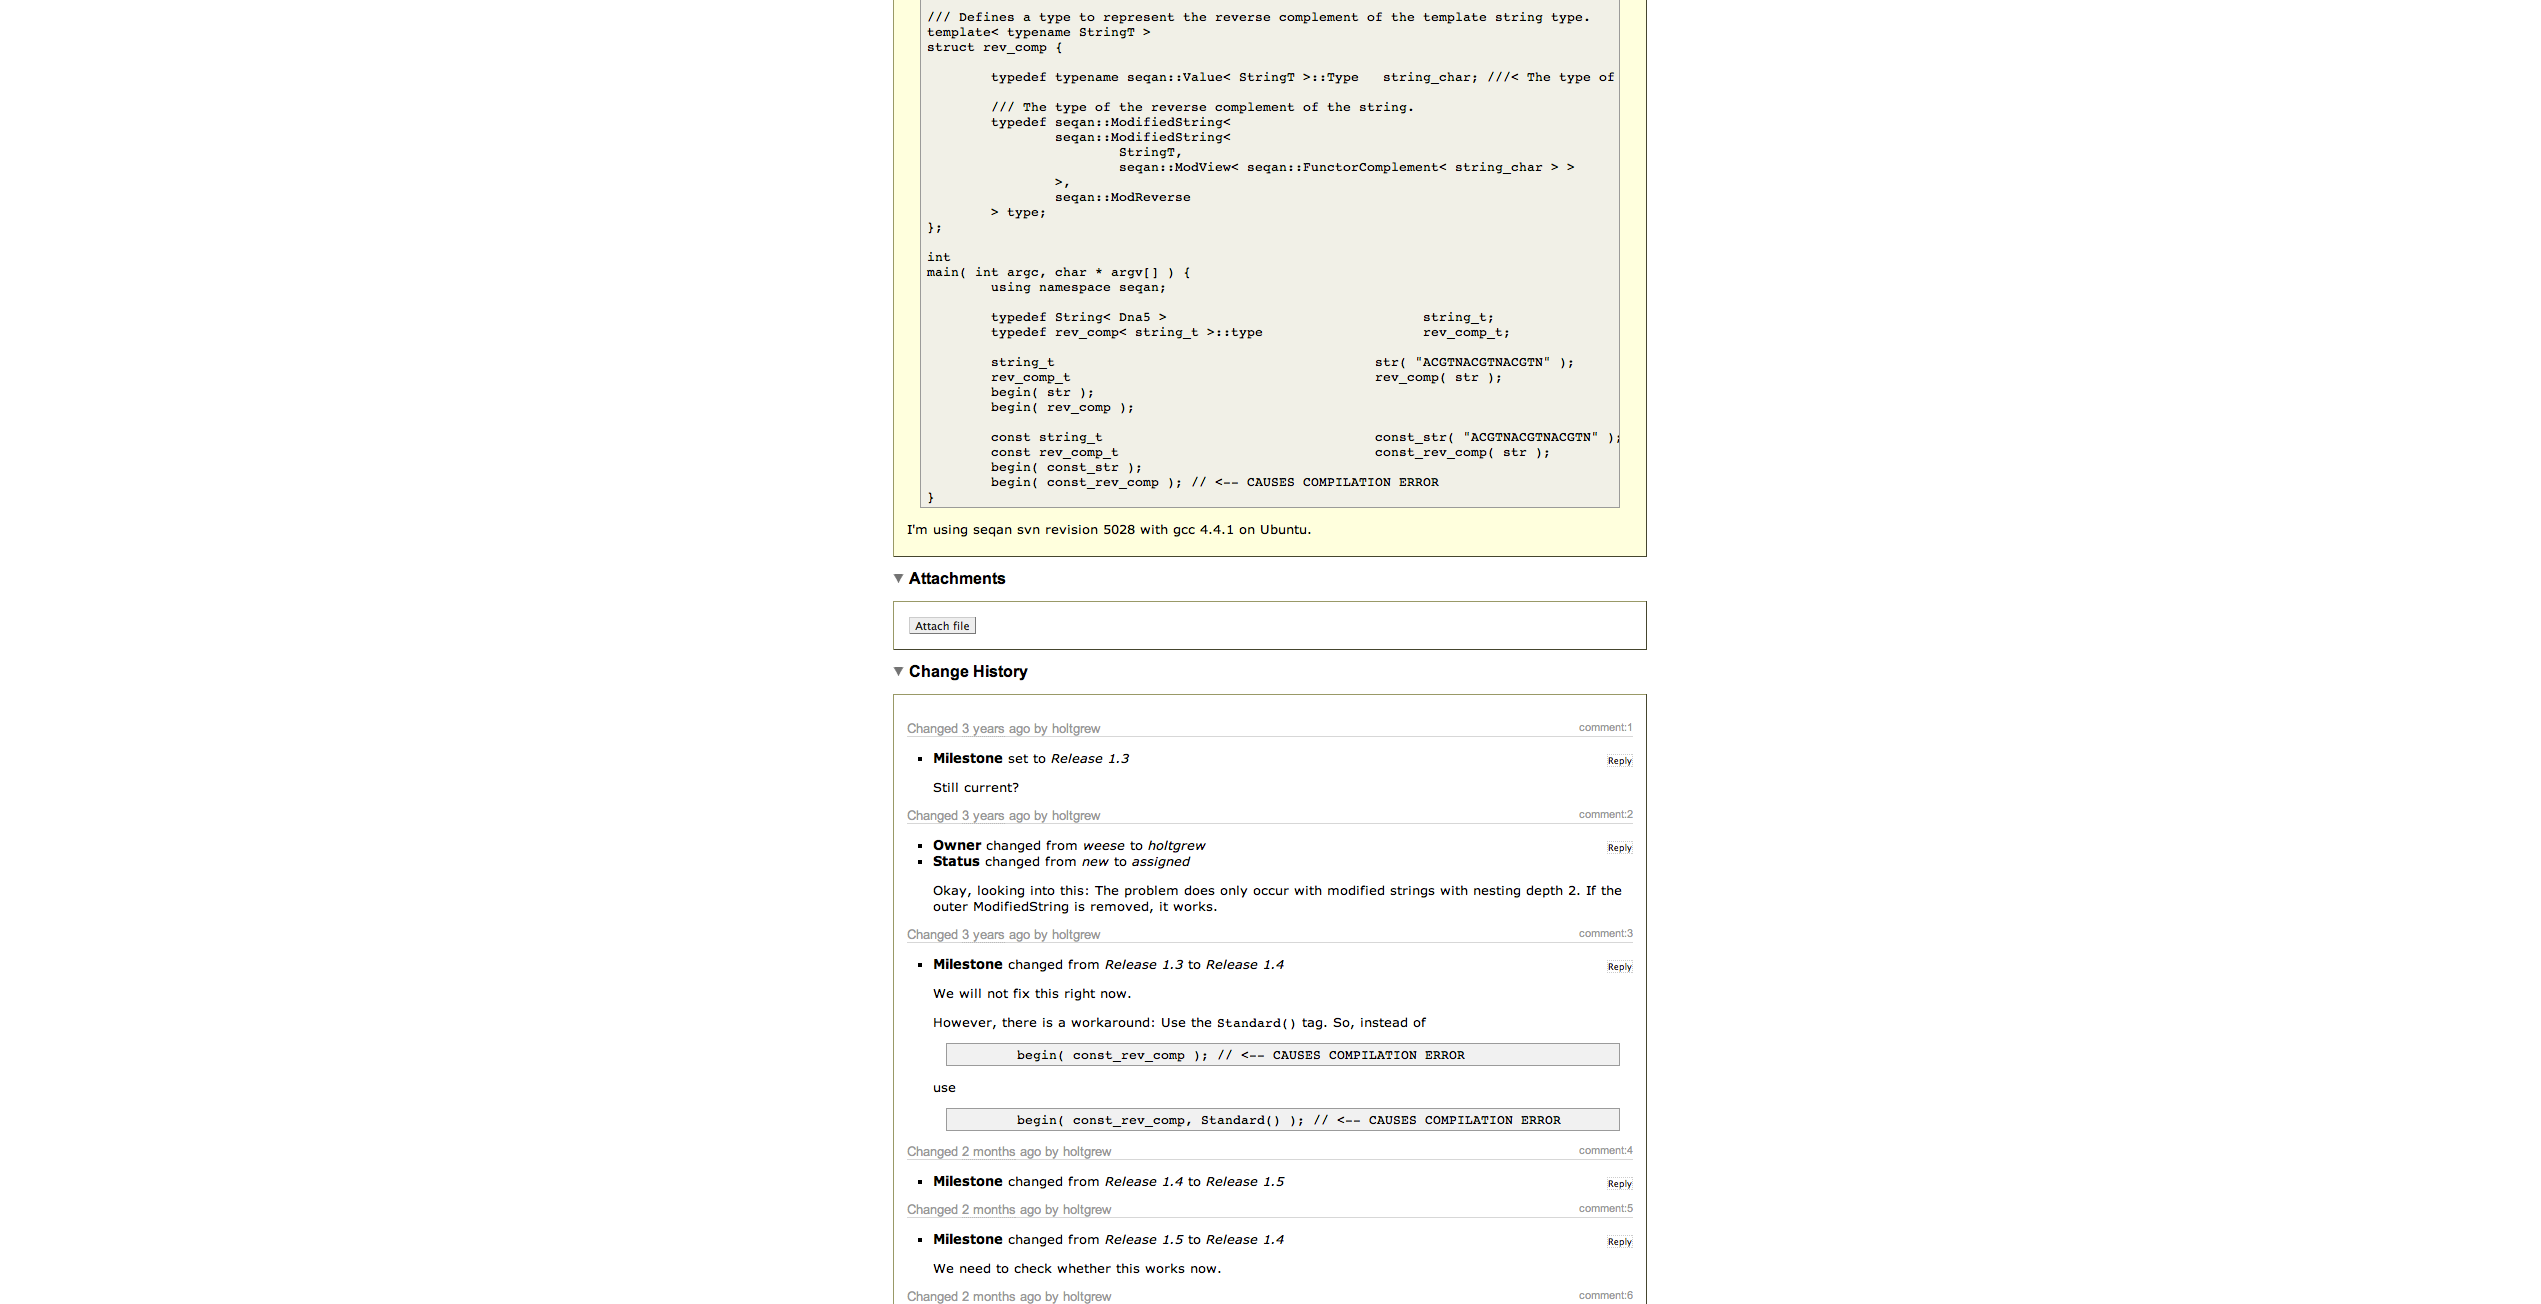 /// Defines a type to represent the reverse complement of the template string type.
template< typename StringT >
struct rev_comp {
typedef typename seqan::Value< StringT >::Type   string_char; ///< The type of
/// The type of the reverse complement of the string.
typedef seqan::ModifiedString<
seqan::ModifiedString<
StringT,
seqan::ModView< seqan::FunctorComplement< string_char > >
>,
seqan::ModReverse
> type;
};
int
main( int argc, char * argv[] ) {
using namespace seqan;
typedef String< Dna5 > string_t;
typedef rev_comp< string_t >::type rev_comp_t;
string_t str( "ACGTNACGTNACGTN" );
rev_comp_t rev_comp( str );
begin( str );
begin( rev_comp );
const string_t const_str( "ACGTNACGTNACGTN" );
const rev_comp_t const_rev_comp( str );
begin( const_str );
begin( const_rev_comp ); // <-- CAUSES COMPILATION ERROR
}
I'm using seqan svn revision 5028 with gcc 4.4.1 on Ubuntu.
Attachments
Attach file
Change History
Changed 3 years ago by holtgrew comment:1
Milestone set to Release 1.3 Reply
Still current?
Changed 3 years ago by holtgrew comment:2
Owner changed from weese to holtgrew Reply
Status changed from new to assigned
Okay, looking into this: The problem does only occur with modified strings with nesting depth 2. If the
outer ModifiedString is removed, it works.
Changed 3 years ago by holtgrew comment:3
Milestone changed from Release 1.3 to Release 1.4 Reply
We will not fix this right now.
However, there is a workaround: Use the Standard() tag. So, instead of
begin( const_rev_comp ); // <-- CAUSES COMPILATION ERROR
use
begin( const_rev_comp, Standard() ); // <-- CAUSES COMPILATION ERROR
Changed 2 months ago by holtgrew comment:4
Milestone changed from Release 1.4 to Release 1.5 Reply
Changed 2 months ago by holtgrew comment:5
Milestone changed from Release 1.5 to Release 1.4 Reply
We need to check whether this works now.
Changed 2 months ago by holtgrew comment:6